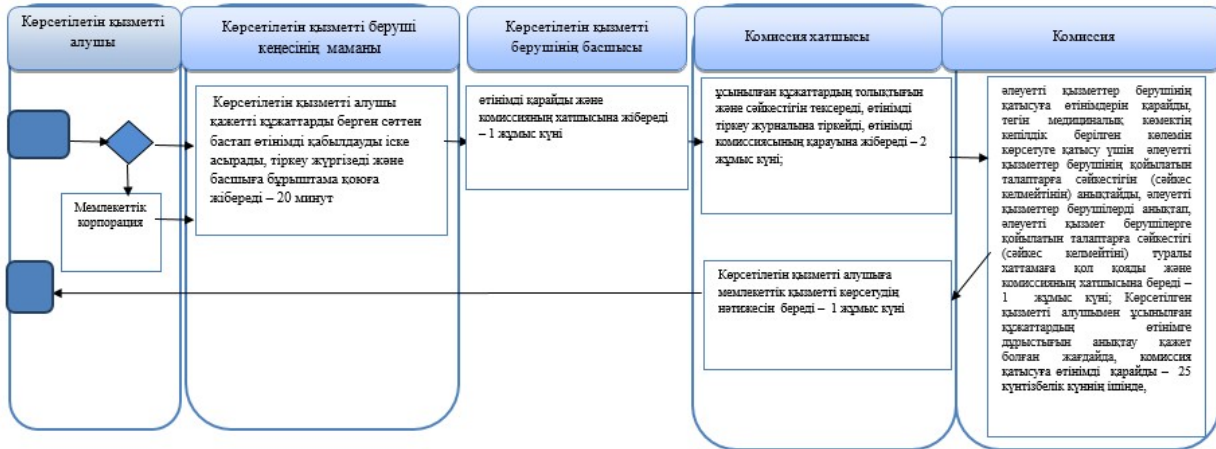 Көрсетілетін қызметті
алушы
Көрсетілетін қызметті беруші
кеңесінің маманы
Көрсетілетін қызметті
берушінің басшысы
Комиссия хатшысы
Комиссия
Көрсетілетін қызметті алушы
қажетті құжаттарды берген сәттен
бастап өтінімді қабылдауды іске
асырады, тіркеу жүргізеді және
басшыға бұрыштама қоюға
жібереді – 20 минут
Мемлекеттік
корпорация
өтінімді қарайды және
комиссияның хатшысына жібереді
– 1 жұмыс күні
ұсынылған құжаттардың толықтығын
және сәйкестігін тексереді, өтінімді
тіркеу журналына тіркейді, өтінімді
комиссиясының қарауына жібереді – 2
жұмыс күні;
Көрсетілетін қызметті алушыға
мемлекеттік қызметті көрсетудің
нәтижесін береді – 1 жұмыс күні
әлеуетті қызметтер берушінің
қатысуға өтінімдерін қарайды,
тегін медициналық көмектің
кепілдік берілген көлемін
көрсетуге қатысу үшін әлеуетті
қызметтер берушінің қойылатын
талаптарға сәйкестігін (сәйкес
келмейтінін) анықтайды, әлеуетті
қызметтер берушілерді анықтап,
әлеуетті қызмет берушілерге
қойылатын талаптарға сәйкестігі
(сәйкес келмейтіні) туралы
хаттамаға қол қояды және
комиссияның хатшысына береді –
1 жұмыс күні; Көрсетілген
қызметті алушымен ұсынылған
құжаттардың өтінімге
дұрыстығын анықтау қажет
болған жағдайда, комиссия
қатысуға өтінімді қарайды – 25
күнтізбелік күннің ішінде,